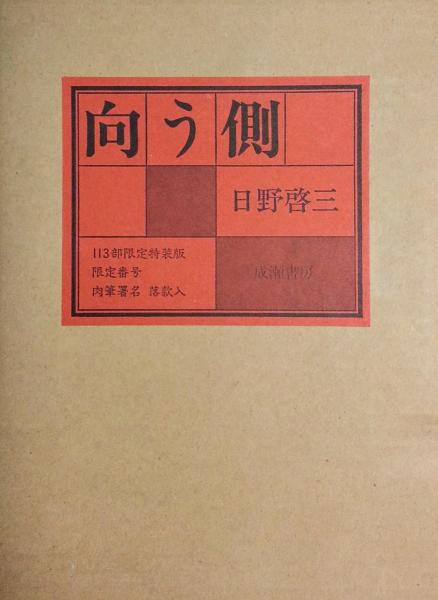 向う側
日野啓三
113部限定特装版
限定番号
肉筆署名 落款入
成瀬書房